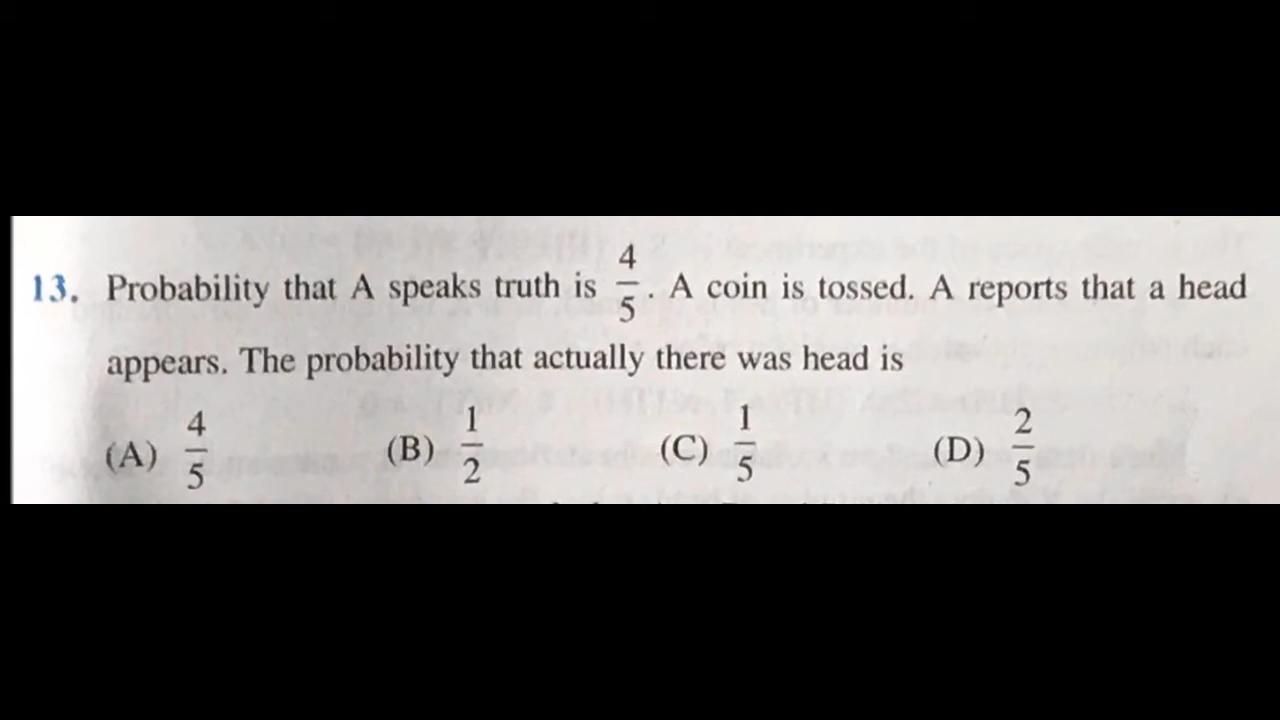 13. Probability that A speaks truth is 4/5. A coin is tossed. A reports that a head
appears. The probability that actually there was head is
(A) 4/5 (B) 1/2 (C) 1/5 (D) 2/5